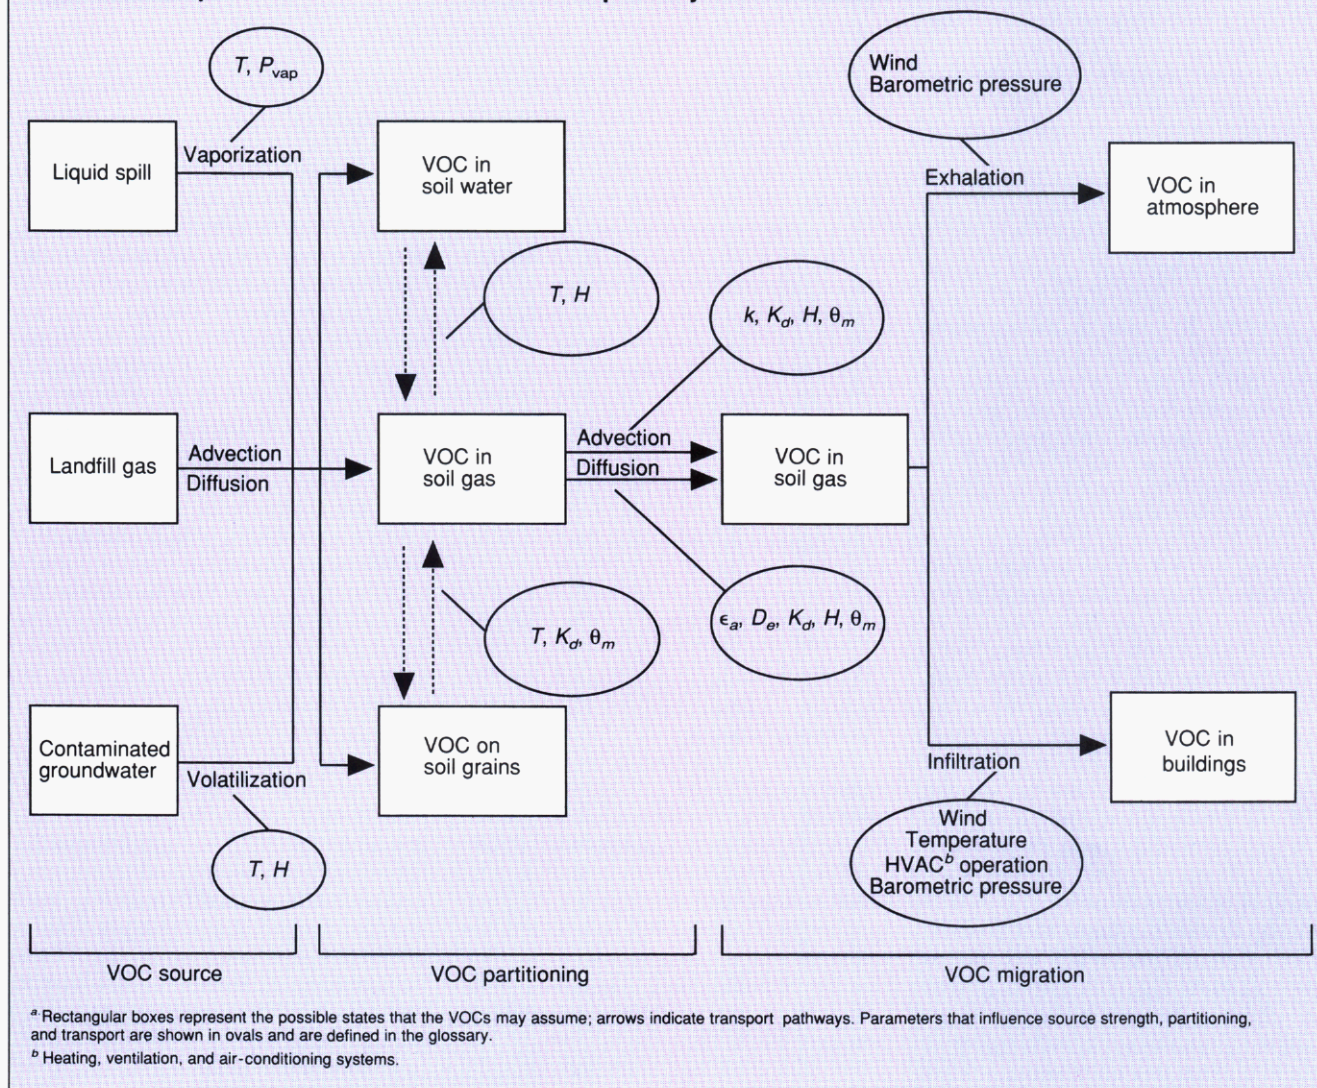 T, P_vap
Wind
Barometric pressure
Liquid spill
Vaporization
VOC in
soil water
Exhalation
VOC in
atmosphere
T, H
k, K_d, H, θ_m
Landfill gas
Advection
Diffusion
VOC in
soil gas
Advection
Diffusion
VOC in
soil gas
T, K_d, θ_m
ϵ_a, D_e, K_d, H, θ_m
Contaminated
groundwater
Volatilization
VOC on
soil grains
Infiltration
VOC in
buildings
T, H
Wind
Temperature
HVAC^b operation
Barometric pressure
VOC source
VOC partitioning
VOC migration
^a Rectangular boxes represent the possible states that the VOCs may assume; arrows indicate transport pathways. Parameters that influence source strength, partitioning,
and transport are shown in ovals and are defined in the glossary.
^b Heating, ventilation, and air-conditioning systems.